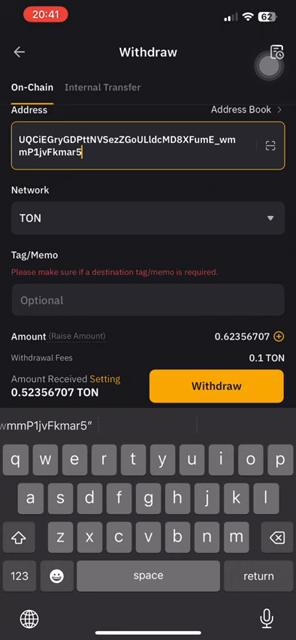 20:41
62
Withdraw
On-Chain Internal Transfer
Address Address Book >
UQCiEGryGDPttNVSezZGoULldcMD8XFumE_wm
mP1jvFkmar5
Network
TON
Tag/Memo
Please make sure if a destination tag/memo is required.
Optional
Amount (Raise Amount) 0.62356707
Withdrawal Fees 0.1 TON
Amount Received Setting
0.52356707 TON
Withdraw
wmmP1jvFkmar5"
q w e r t y u i o p
a s d f g h j k l
z x c v b n m
123 space return